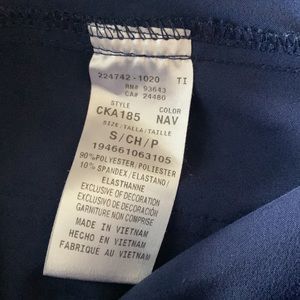 224742-1020 TI
RN# 93643
CA# 24480
STYLE COLOR
CKA185 NAV
SIZE/TALLA/TAILLE
S/CH/P
194661063105
90% POLYESTER/POLIESTER
10% SPANDEX/ELASTANO/
ELASTHANNE
EXCLUSIVE OF DECORATION
EXCLUSIVO DE DECORACION
GARNITURE NON COMPRISE
MADE IN VIETNAM
HECHO EN VIETNAM
FABRIQUE AU VIETNAM